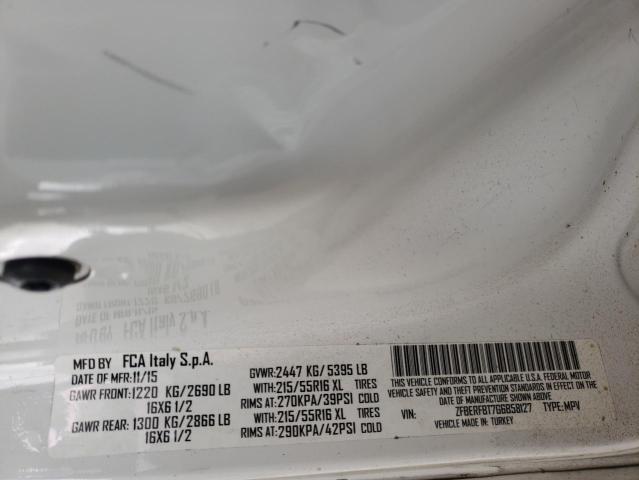 MFD BY FCA Italy S.p.A.
DATE OF MFR: 11/15 GVWR: 2447 KG/ 5395 LB
GAWR FRONT: 1220 KG/2690 LB WITH: 215/55R16 XL TIRES
16X6 1/2 RIMS AT: 270KPA/39PSI COLD
GAWR REAR: 1300 KG/2866 LB WITH: 215/55R16 XL TIRES
16X6 1/2 RIMS AT: 290KPA/42PSI COLD
THIS VEHICLE CONFORMS TO ALL APPLICABLE U.S.A. FEDERAL MOTOR
VEHICLE SAFETY AND THEFT PREVENTION STANDARDS IN EFFECT ON THE
DATE OF MANUFACTURE SHOWN ABOVE
VIN: ZFBERFBT7G6B58127 TYPE: MPV
VEHICLE MADE IN: TURKEY